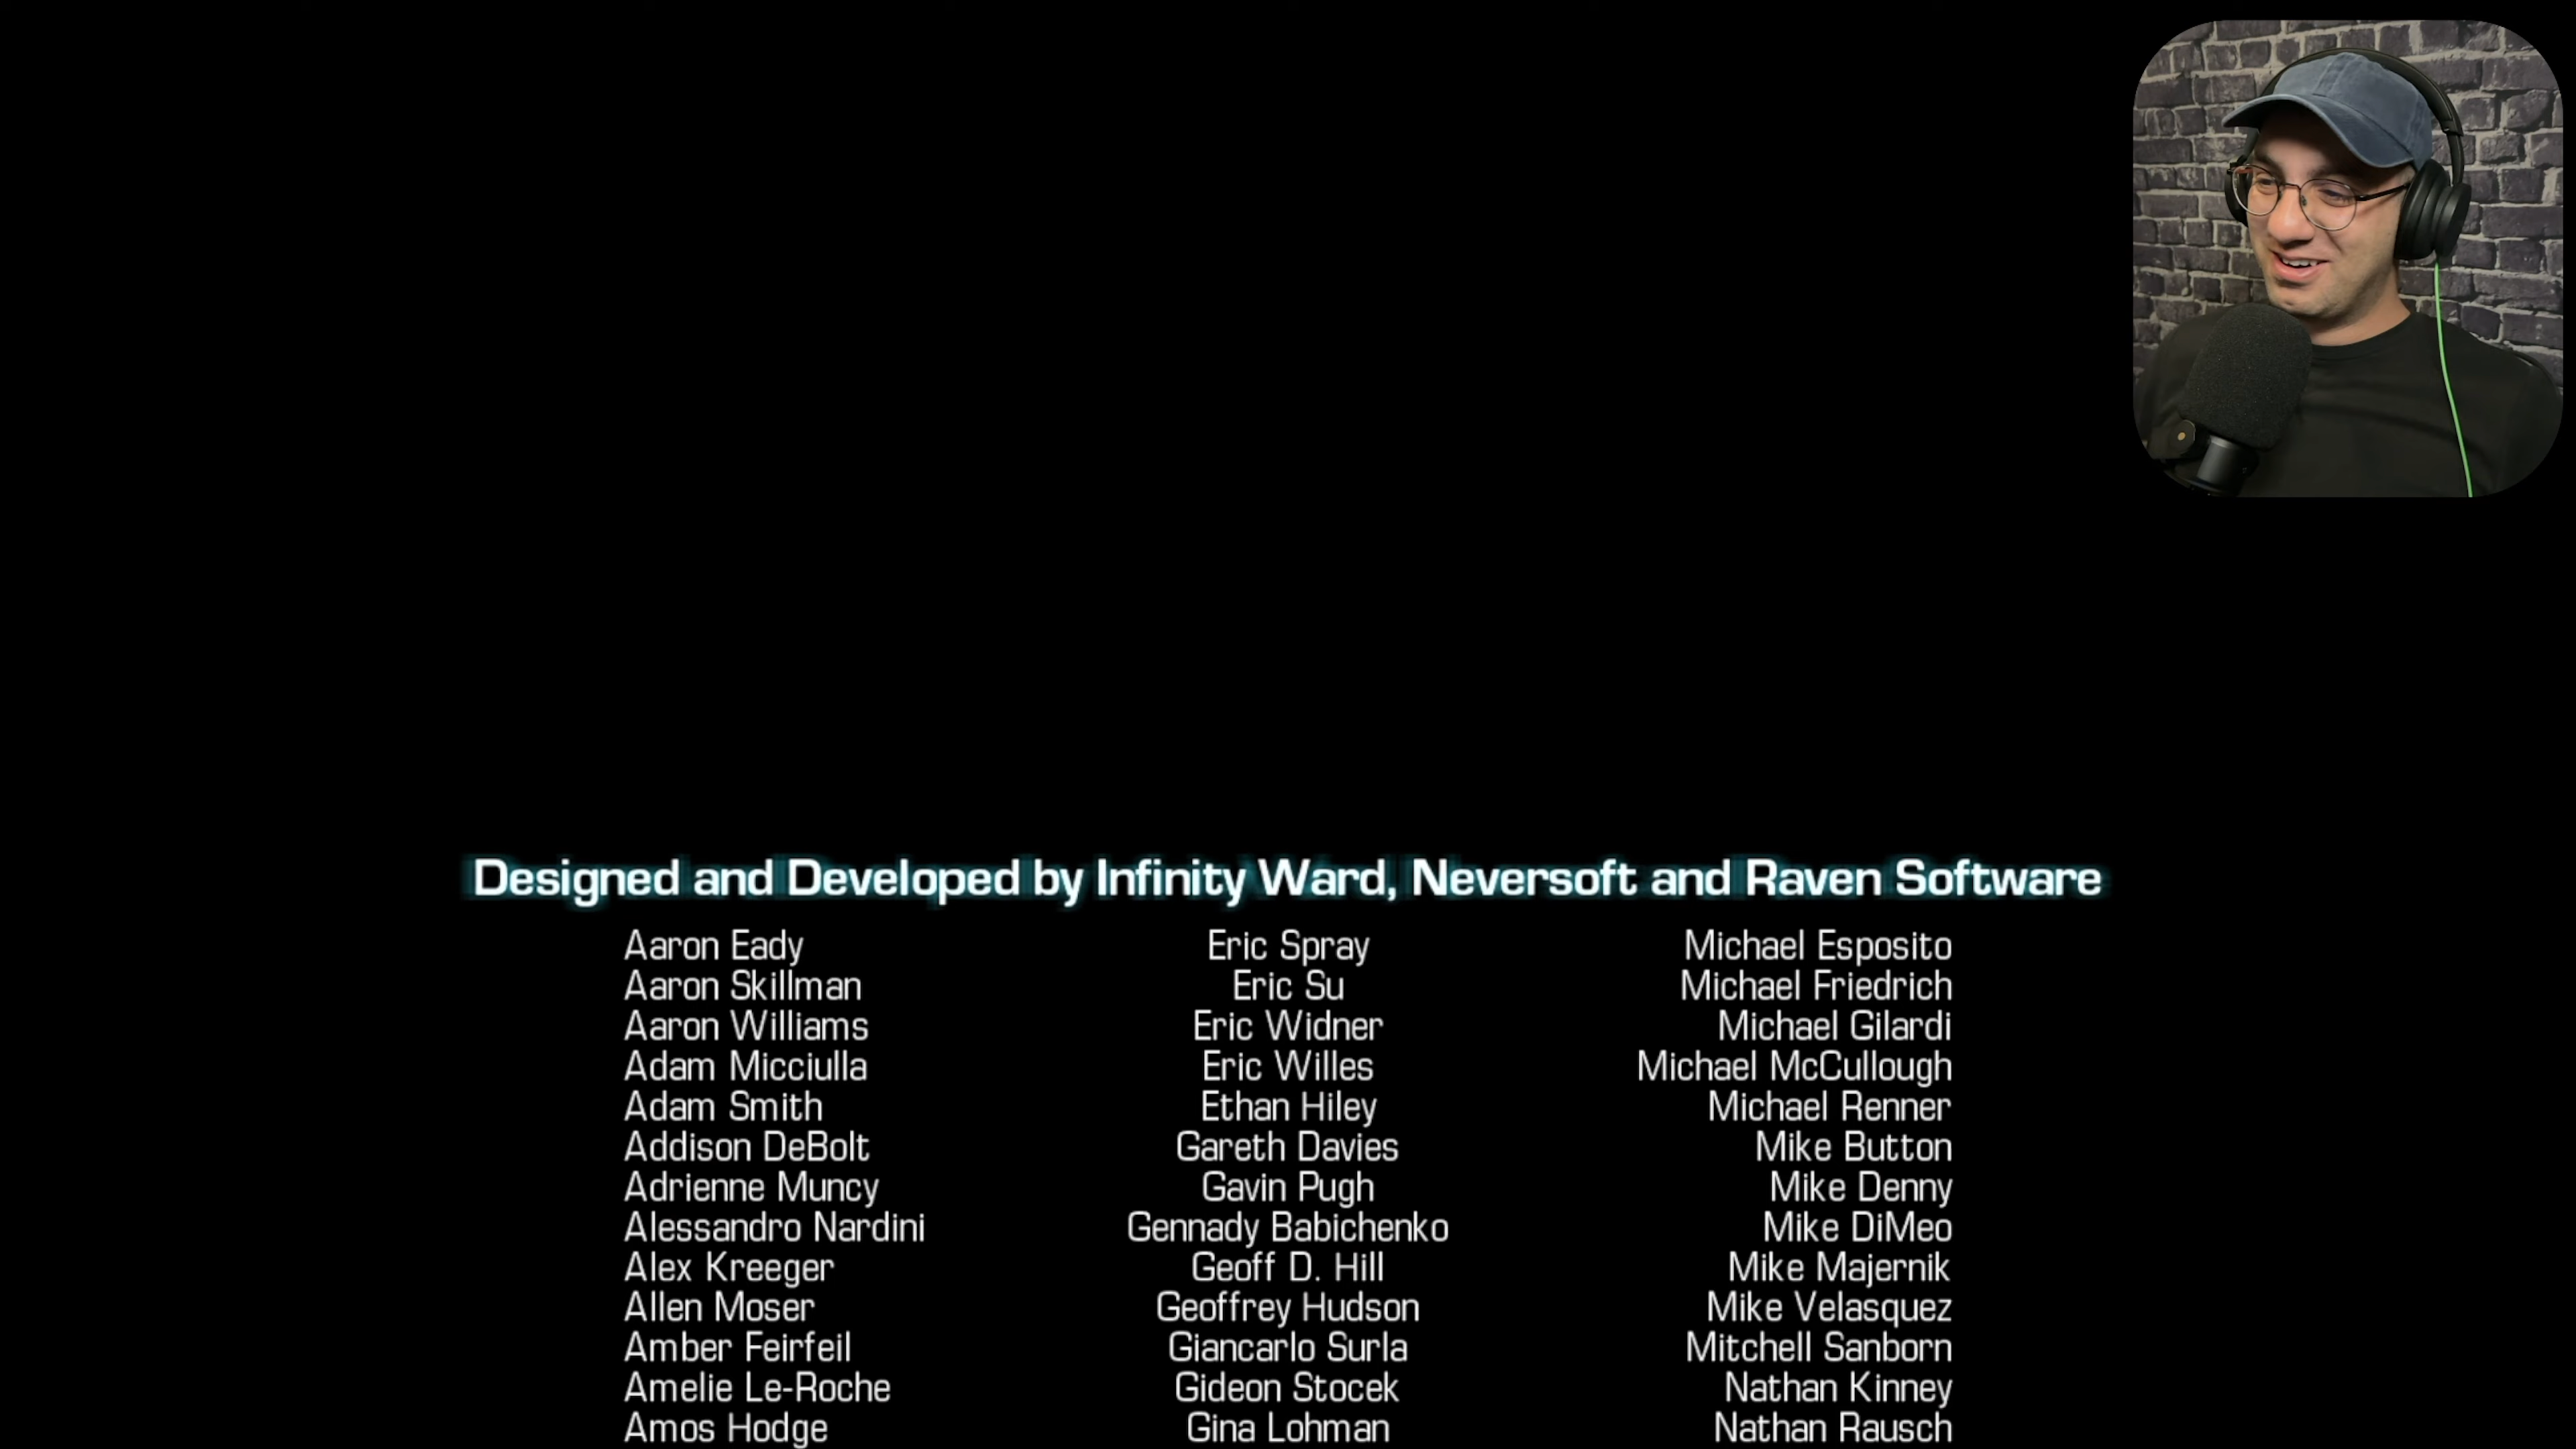 Designed and Developed by Infinity Ward, Neversoft and Raven Software
Aaron Eady
Aaron Skillman
Aaron Williams
Adam Micciulla
Adam Smith
Addison DeBolt
Adrienne Muncy
Alessandro Nardini
Alex Kreeger
Allen Moser
Amber Feirfeil
Amelie Le-Roche
Amos Hodge
Eric Spray
Eric Su
Eric Widner
Eric Willes
Ethan Hiley
Gareth Davies
Gavin Pugh
Gennady Babichenko
Geoff D. Hill
Geoffrey Hudson
Giancarlo Surla
Gideon Stocek
Gina Lohman
Michael Esposito
Michael Friedrich
Michael Gilardi
Michael McCullough
Michael Renner
Mike Button
Mike Denny
Mike DiMeo
Mike Majernik
Mike Velasquez
Mitchell Sanborn
Nathan Kinney
Nathan Rausch